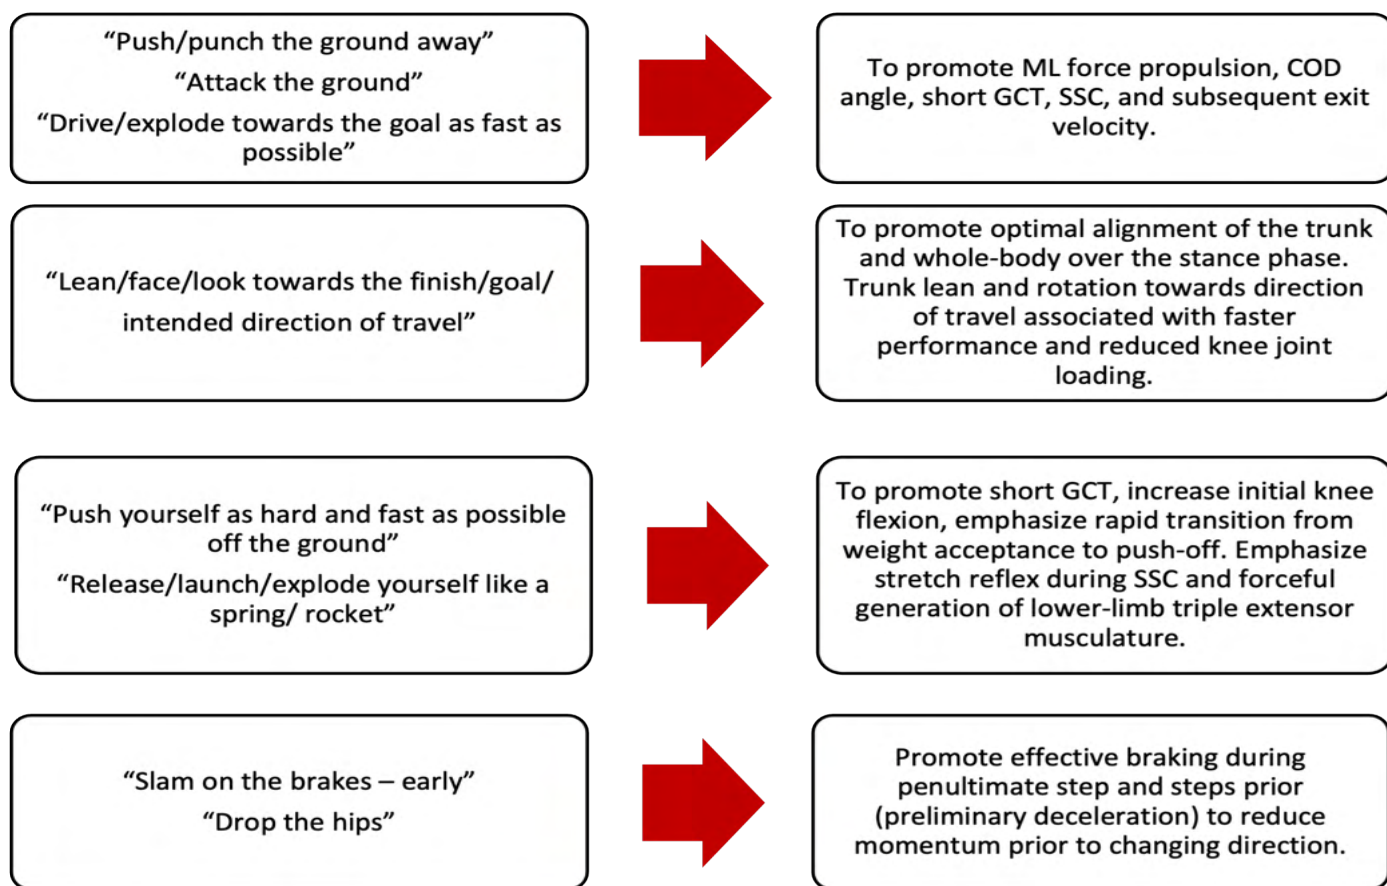 “Push/punch the ground away”
“Attack the ground”
“Drive/explode towards the goal as fast as
possible”
To promote ML force propulsion, COD
angle, short GCT, SSC, and subsequent exit
velocity.
“Lean/face/look towards the finish/goal/
intended direction of travel”
To promote optimal alignment of the trunk
and whole-body over the stance phase.
Trunk lean and rotation towards direction
of travel associated with faster
performance and reduced knee joint
loading.
“Push yourself as hard and fast as possible
off the ground”
“Release/launch/explode yourself like a
spring/ rocket”
To promote short GCT, increase initial knee
flexion, emphasize rapid transition from
weight acceptance to push-off. Emphasize
stretch reflex during SSC and forceful
generation of lower-limb triple extensor
musculature.
“Slam on the brakes – early”
“Drop the hips”
Promote effective braking during
penultimate step and steps prior
(preliminary deceleration) to reduce
momentum prior to changing direction.